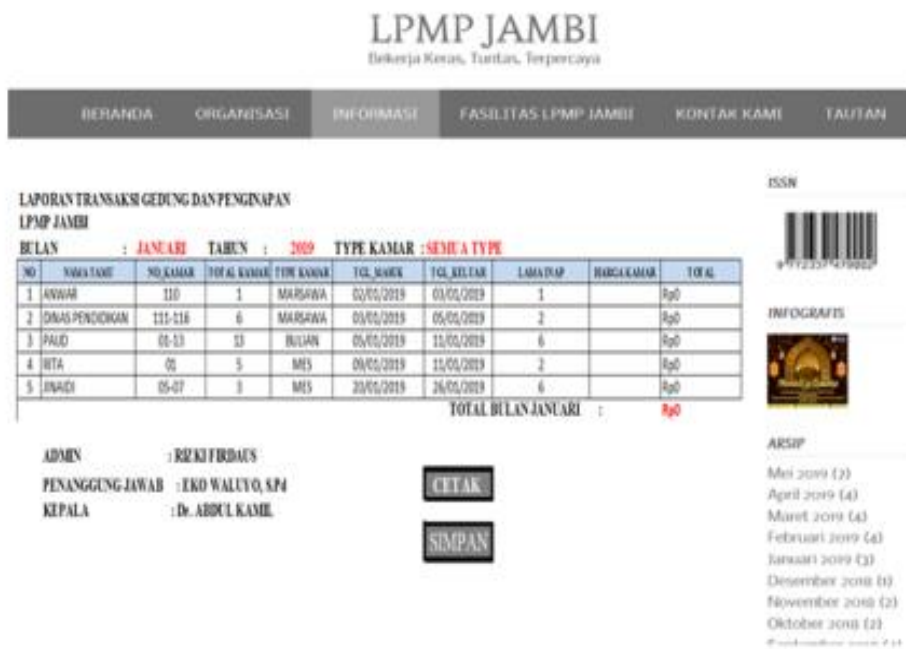 LPMP JAMBI
Bekerja Keras, Tuntas, Terpercaya
BERANDA ORGANISASI INFORMASI FASILITAS LPMP JAMBI KONTAK KAMI TAUTAN
LAPORAN TRANSAKSI GEDUNG DAN PENGINAPAN
LPMP JAMBI
BULAN : JANUARI TAHUN : 2019 TYPE KAMAR : SEMUA TYPE
NO NAMA TAMU NO_KAMAR TOTAL KAMAR TYPE KAMAR TGL_MASUK TGL_KELUAR LAMA INAP HARGA KAMAR TOTAL
1 ANWAR 110 1 MARSAWA 02/01/2019 03/01/2019 1 Rp0
2 DINAS PENDIDIKAN 111-116 6 MARSAWA 03/01/2019 05/01/2019 2 Rp0
3 PAUD 01-13 13 BULIAN 05/01/2019 11/01/2019 6 Rp0
4 RITA 01 5 MES 09/01/2019 11/01/2019 2 Rp0
5 JUNAIDI 05-07 3 MES 20/01/2019 26/01/2019 6 Rp0
TOTAL BULAN JANUARI : Rp0
ADMIN : RIZKI FIRDAUS
PENANGGUNG JAWAB : EKO WALUYO, S.Pd
KEPALA : Dr. ABDUL KAMIL
CETAK
SIMPAN
ISSN
INFOGRAFIS
ARSIP
Mei 2019 (7)
April 2019 (4)
Maret 2019 (4)
Februari 2019 (4)
Januari 2019 (3)
Desember 2018 (1)
November 2018 (2)
Oktober 2018 (2)